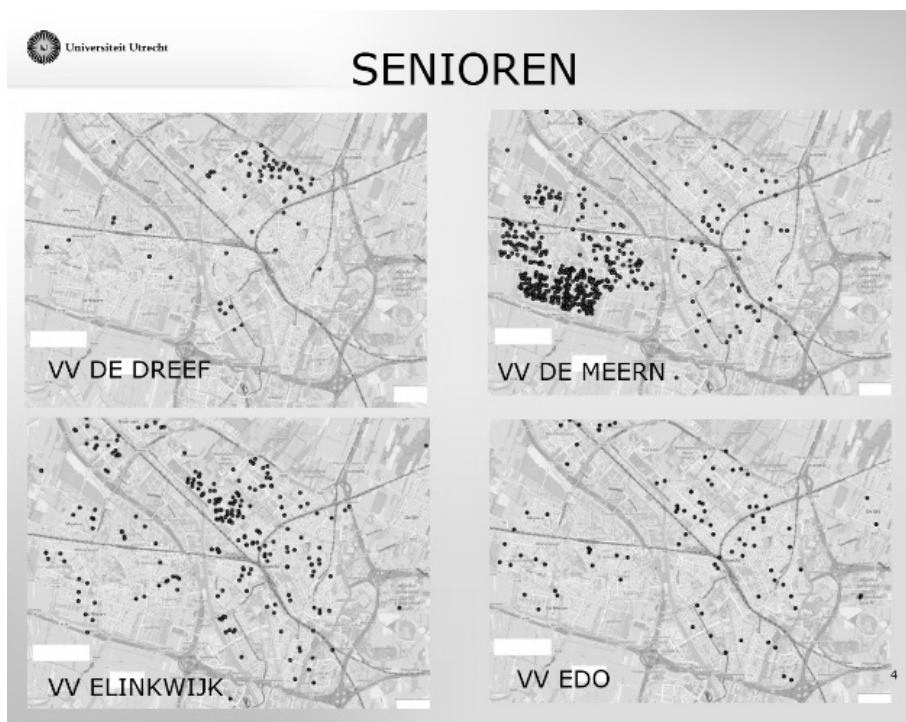 Universiteit Utrecht
SENIOREN
VV DE DREEF
VV DE MEERN
VV ELINKWIJK
VV EDO
4